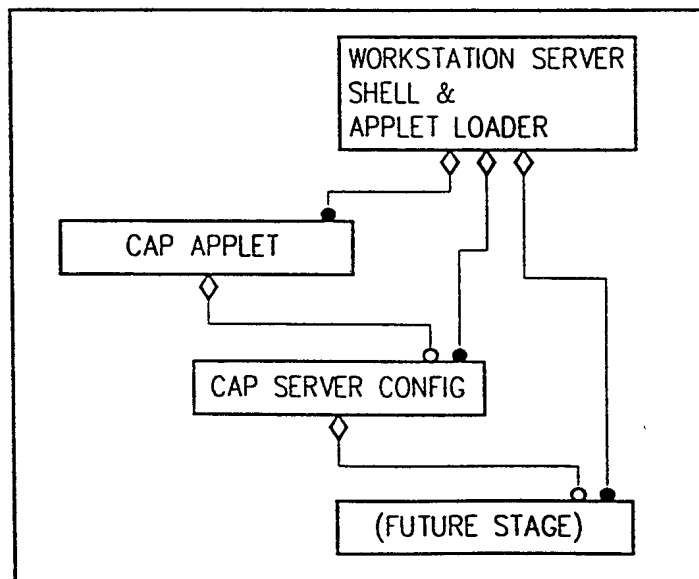 WORKSTATION SERVER
SHELL &
APPLET LOADER
CAP APPLET
CAP SERVER CONFIG
(FUTURE STAGE)